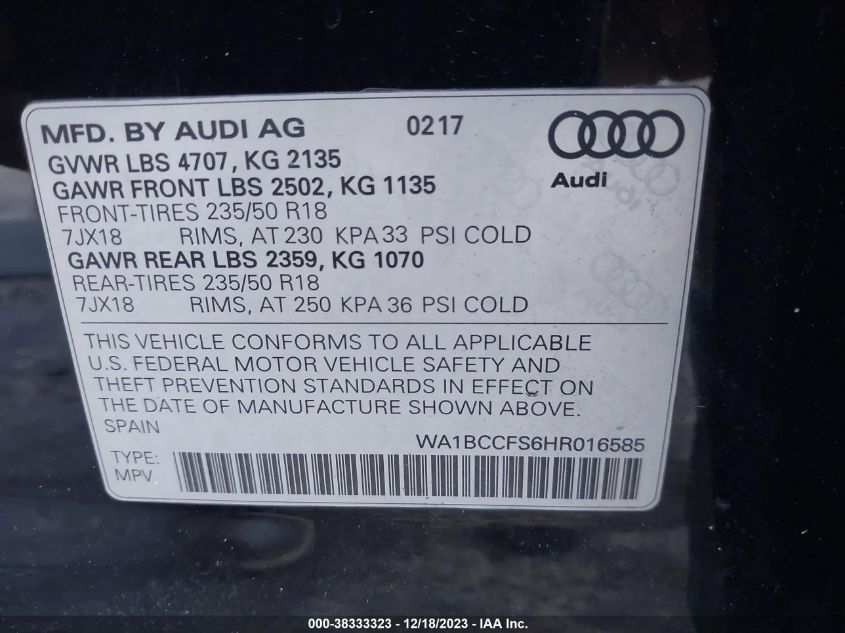 MFD. BY AUDI AG 0217
Audi
GVWR LBS 4707, KG 2135
GAWR FRONT LBS 2502, KG 1135
FRONT-TIRES 235/50 R18
7JX18 RIMS, AT 230 KPA 33 PSI COLD
GAWR REAR LBS 2359, KG 1070
REAR-TIRES 235/50 R18
7JX18 RIMS, AT 250 KPA 36 PSI COLD
THIS VEHICLE CONFORMS TO ALL APPLICABLE
U.S. FEDERAL MOTOR VEHICLE SAFETY AND
THEFT PREVENTION STANDARDS IN EFFECT ON
THE DATE OF MANUFACTURE SHOWN ABOVE.
SPAIN
WA1BCCFS6HR016585
TYPE:
MPV
000-38333323 - 12/18/2023 - IAA Inc.